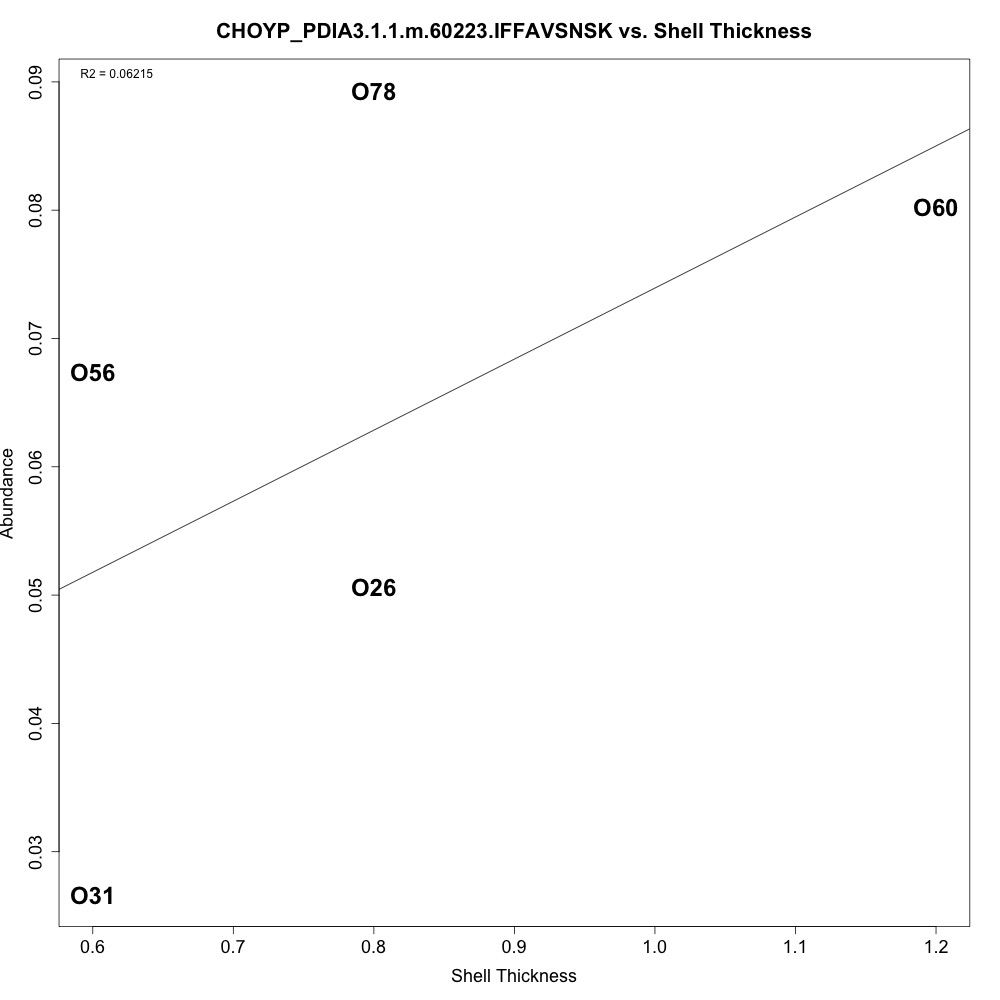 CHOYP_PDIA3.1.1.m.60223.IFFAVSNSK vs. Shell Thickness
R2 = 0.06215
O78
O60
O56
O26
O31
Abundance
0.09
0.08
0.07
0.06
0.05
0.04
0.03
0.6 0.7 0.8 0.9 1.0 1.1 1.2
Shell Thickness